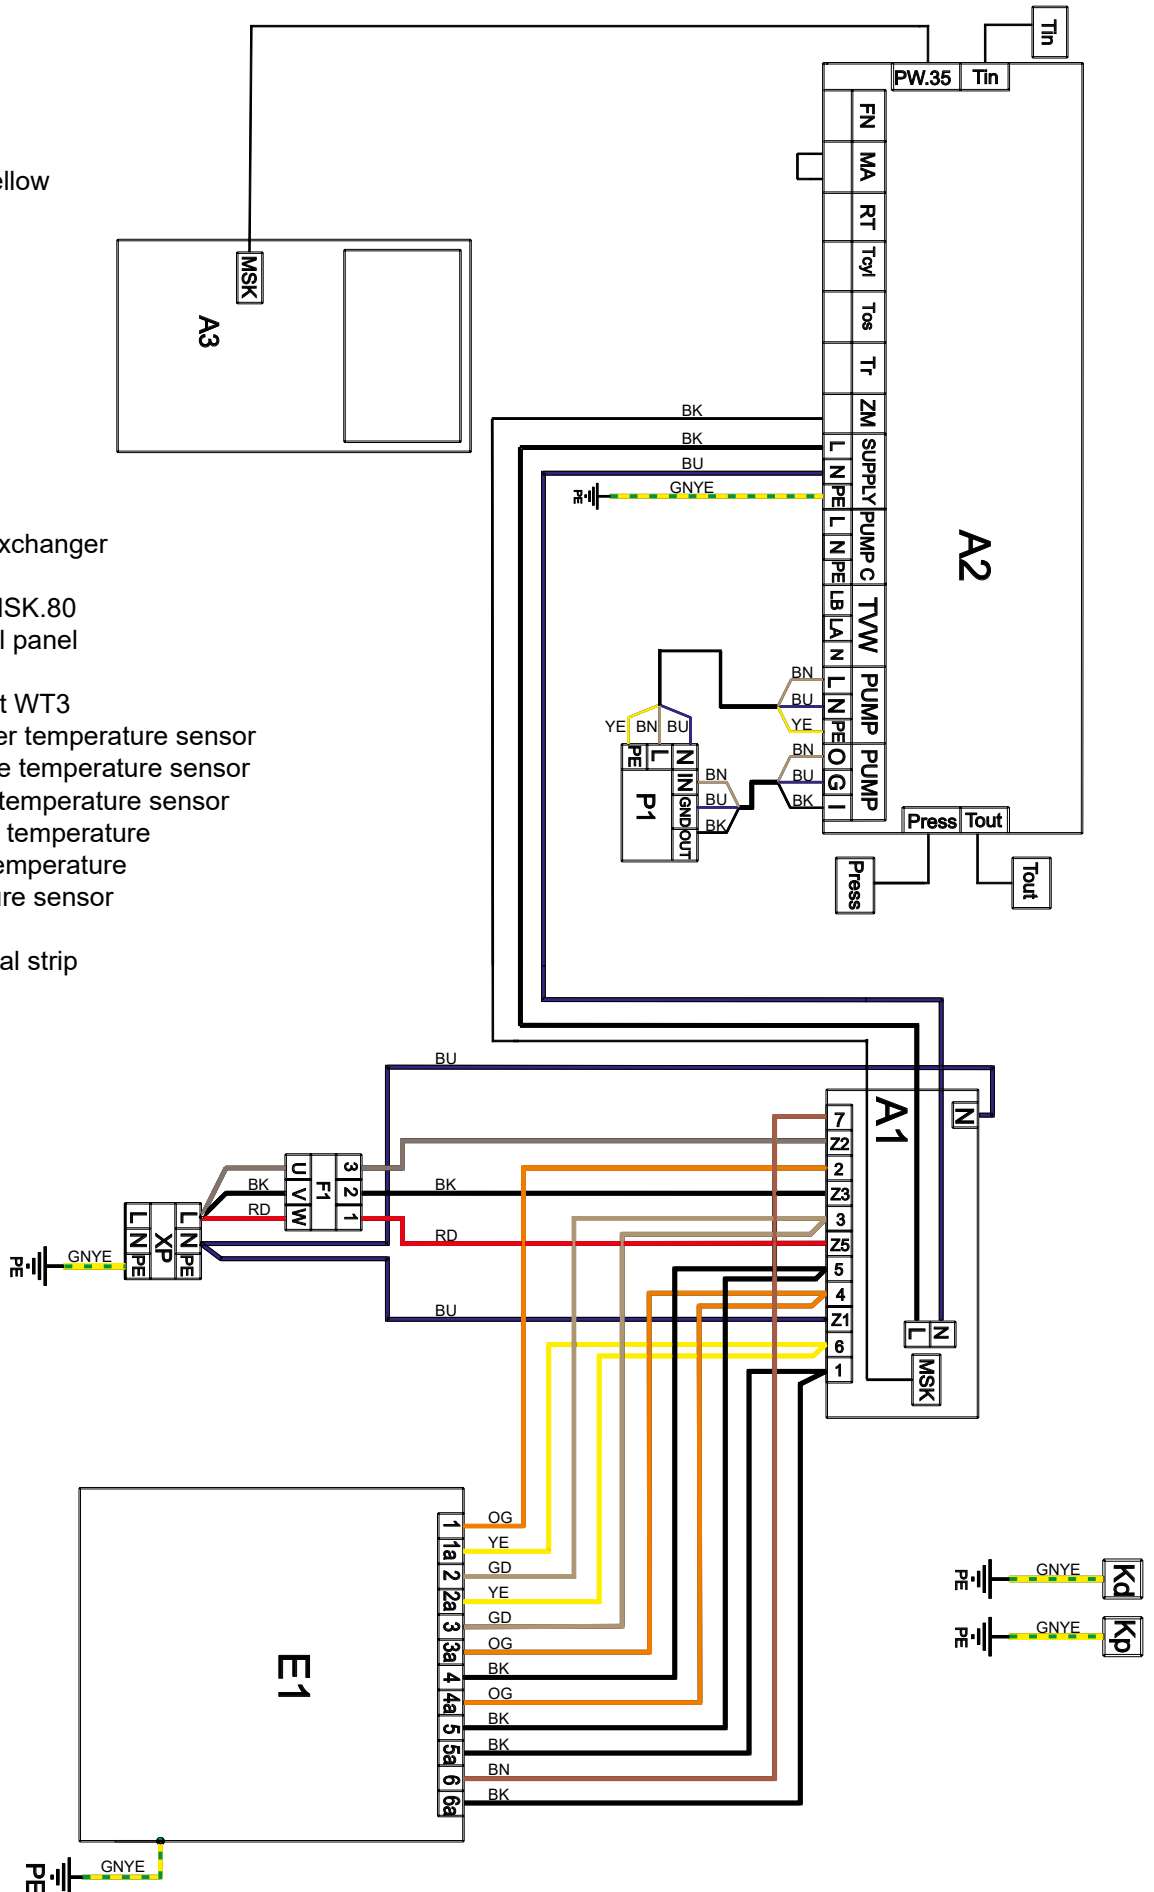 Tin
PW.35 Tin
FN
MA
RT
Tcyl
Tos
Tr
ZM
SUPPLY
L
N
PE
PUMP C
L
N
PE
TVW
LB
LA
N
PUMP
L
N
PE
PUMP
O
G
I
A2
Press Tout
Press
Tout
ellow
MSK
A3
BK
BK
BU
GNYE
PE
xchanger
ISK.80
l panel
t WT3
er temperature sensor
e temperature sensor
temperature sensor
temperature
emperature
ure sensor
al strip
BN
BU
YE
YE BN BU
PE L N
IN
GND
OUT
P1
BN
BU
BK
BN
BU
BK
BU
A1
N
7
Z2
2
Z3
3
Z5
5
4
Z1
6
1
L N
MSK
U
V
W
F1
3
2
1
BK
RD
BK
RD
BU
L N PE
XP
L N PE
GNYE
PE
E1
1
1a
2
2a
3
3a
4
4a
5
5a
6
6a
OG
YE
GD
YE
GD
OG
BK
OG
BK
BK
BN
BK
GNYE
PE
Kd
GNYE
PE
Kp
GNYE
PE